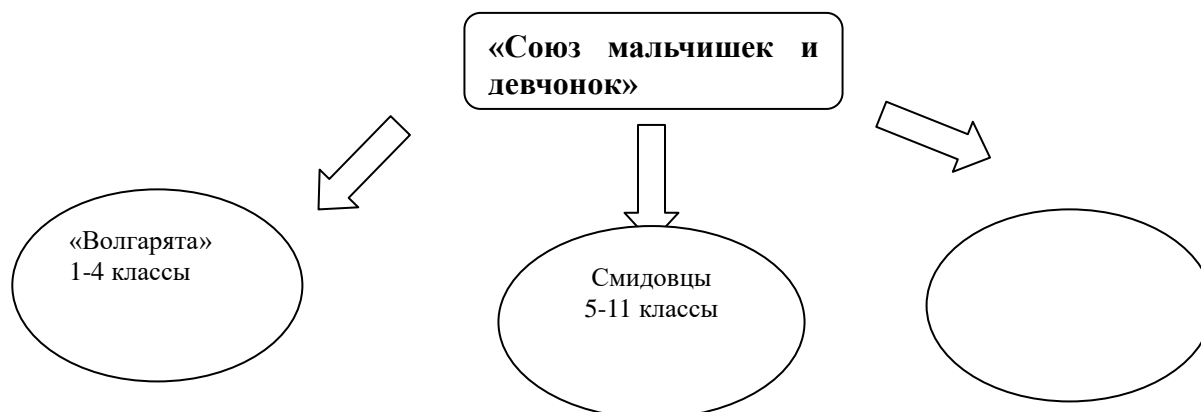 «Союз мальчишек и
девчонок»
«Волгарята»
1-4 классы
Смидовцы
5-11 классы